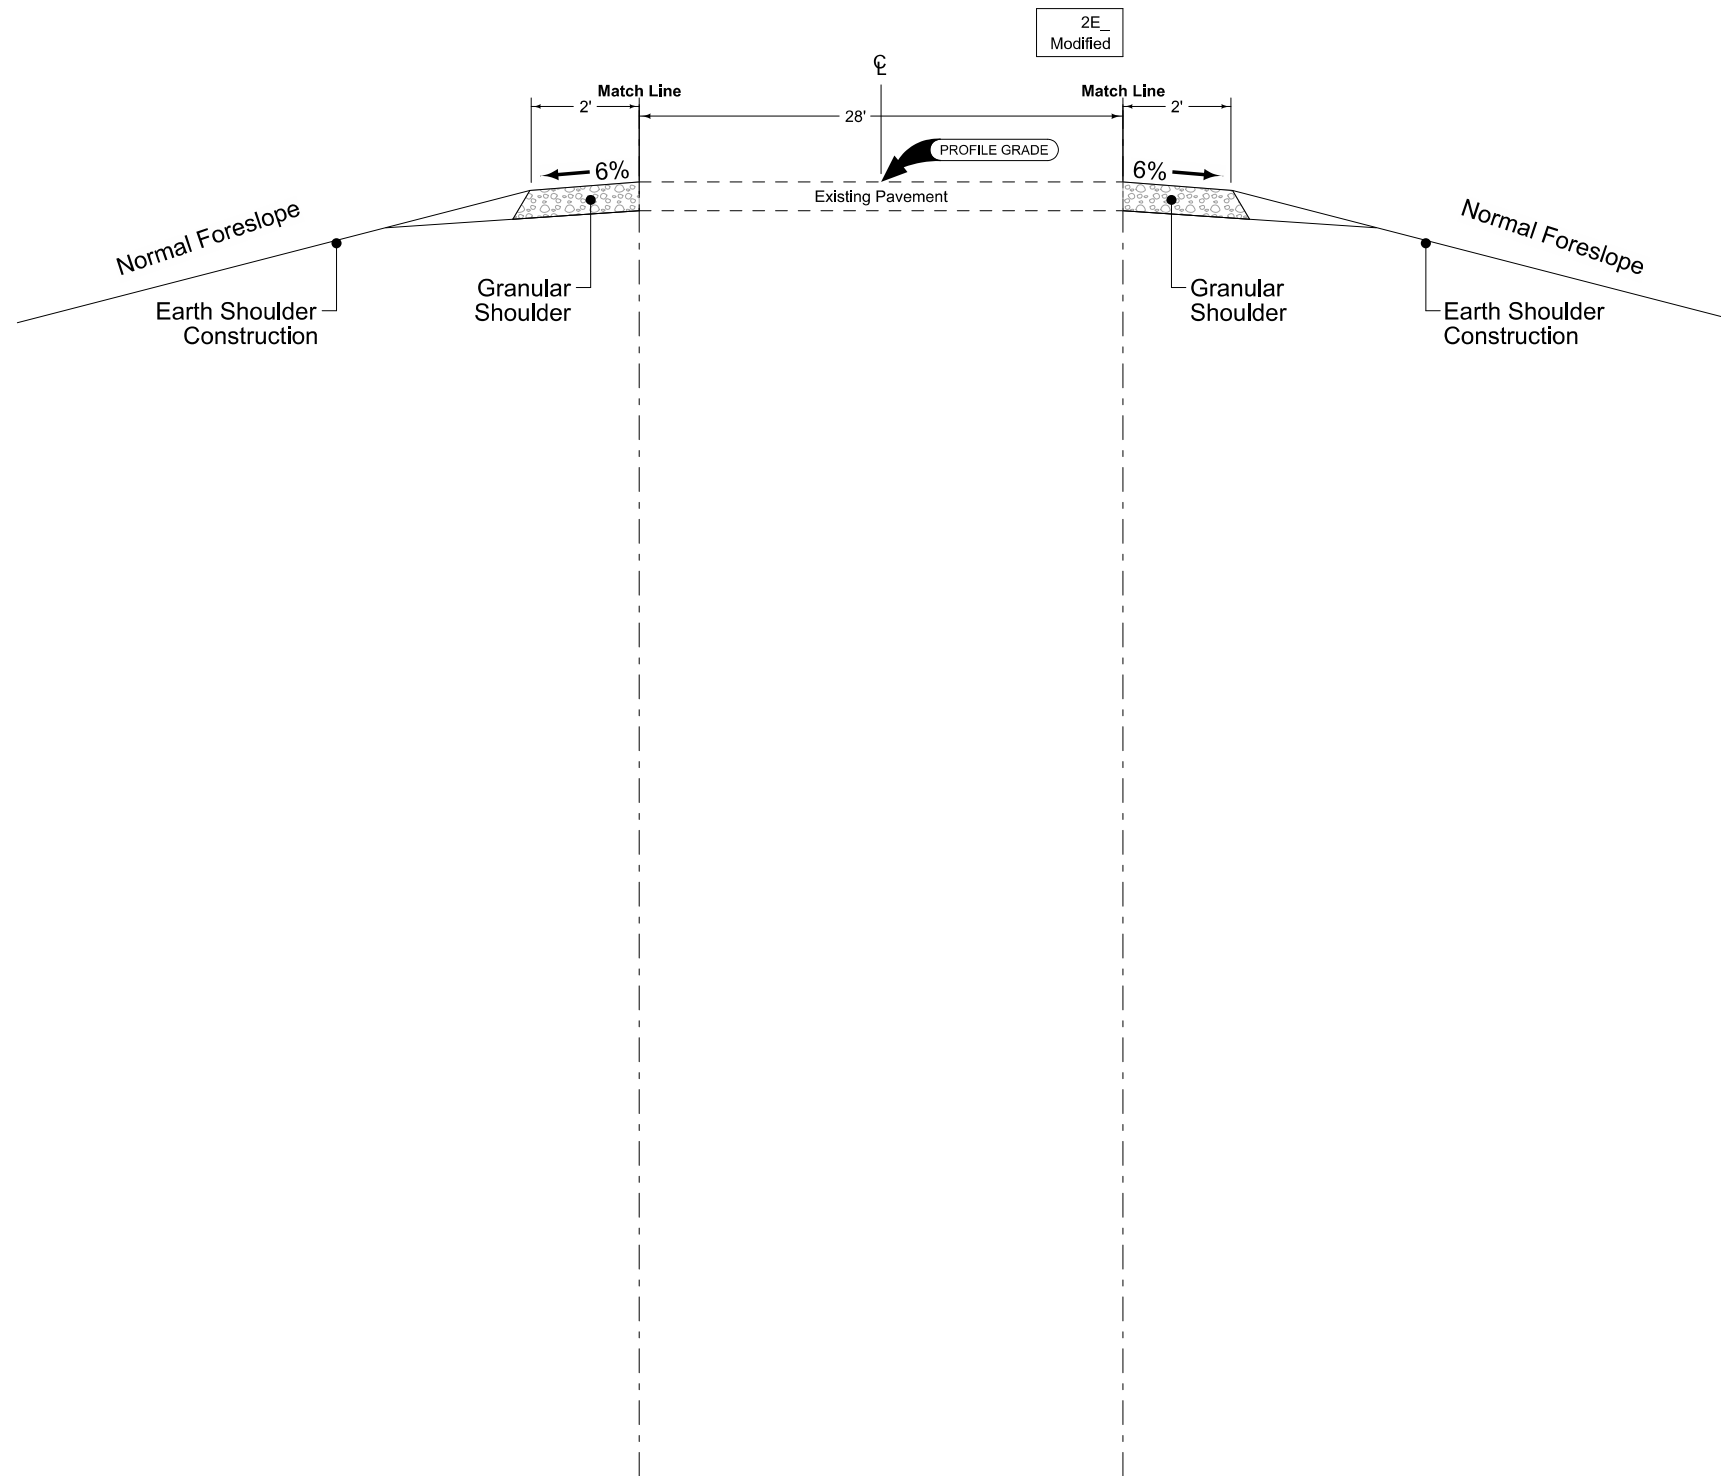 2E_
Modified
℄
Match Line
Match Line
2'
28'
2'
PROFILE GRADE
6%
6%
Existing Pavement
Normal Foreslope
Normal Foreslope
Granular
Shoulder
Granular
Shoulder
Earth Shoulder
Construction
Earth Shoulder
Construction